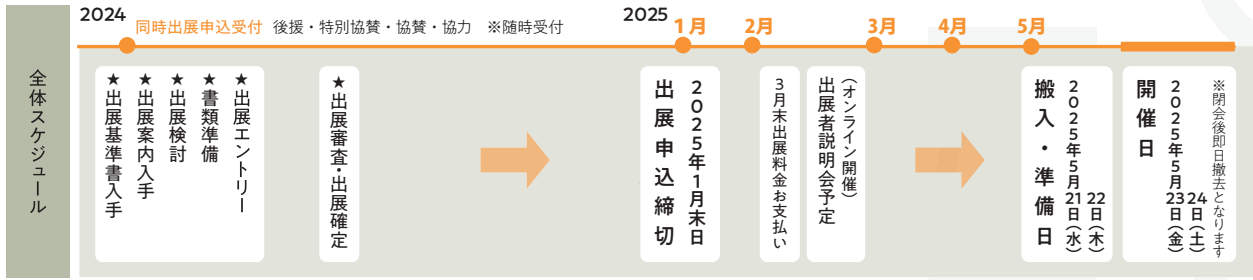 全体スケジュール
2024
同時出展申込受付 後援・特別協賛・協賛・協力 ※随時受付
2025
1月
2月
3月
4月
5月
★出展基準書入手
★出展案内入手
★出展検討
★書類準備
★出展エントリー
★出展審査・出展確定
2025年1月末日
出展申込締切
3月末出展料金お支払い
(オンライン開催)
出展者説明会予定
2025年5月21日(水)
22日(木)
搬入・準備日
※閉会後即日撤去となります
2025年5月23日(金)
24日(土)
開催日